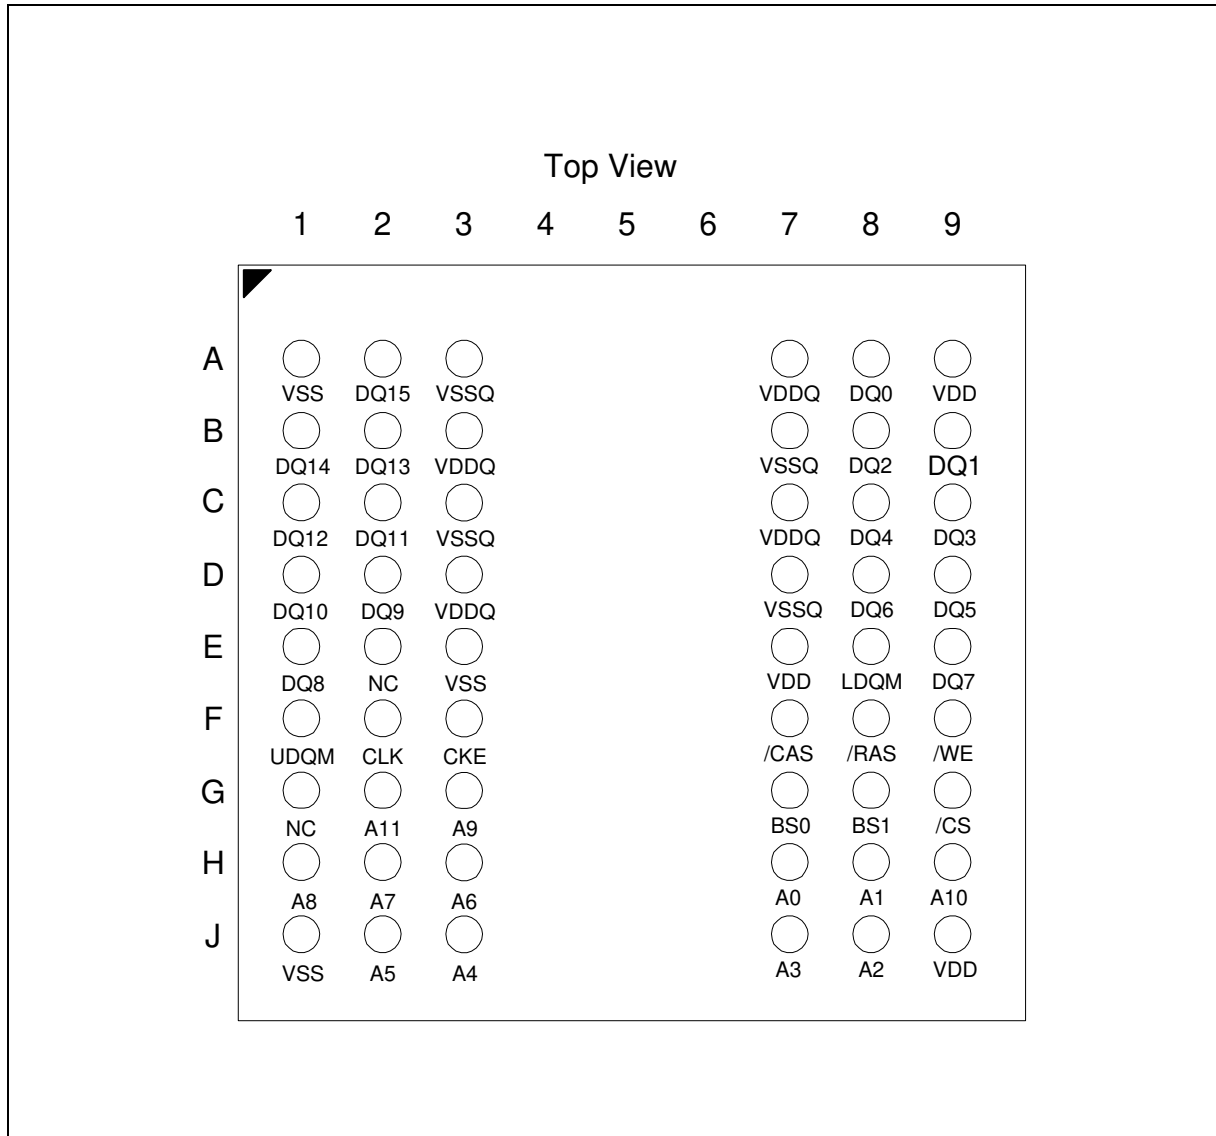 Top View
1 2 3 4 5 6 7 8 9
A
VSS DQ15 VSSQ VDDQ DQ0 VDD
B
DQ14 DQ13 VDDQ VSSQ DQ2 DQ1
C
DQ12 DQ11 VSSQ VDDQ DQ4 DQ3
D
DQ10 DQ9 VDDQ VSSQ DQ6 DQ5
E
DQ8 NC VSS VDD LDQM DQ7
F
UDQM CLK CKE /CAS /RAS /WE
G
NC A11 A9 BS0 BS1 /CS
H
A8 A7 A6 A0 A1 A10
J
VSS A5 A4 A3 A2 VDD